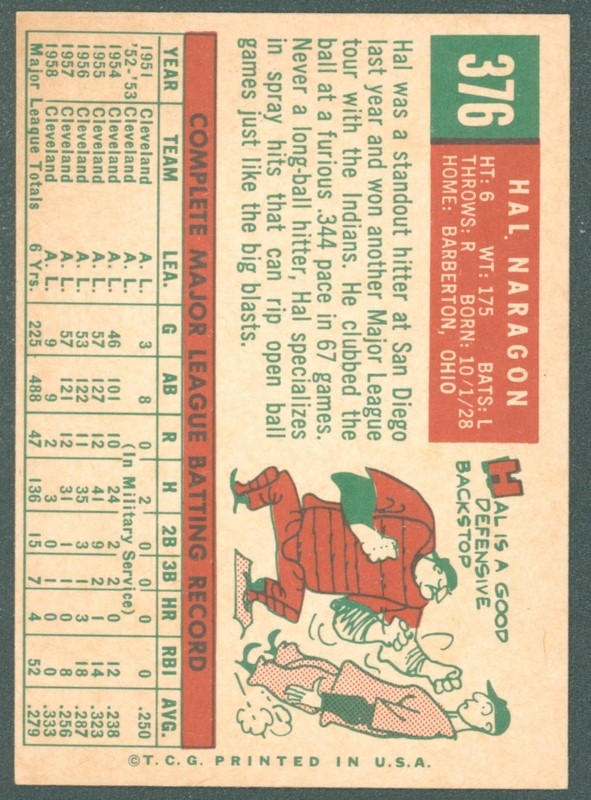 376
HAL NARAGON
HT: 6 WT: 175 BATS: L
THROWS: R BORN: 10/1/28
HOME: BARBERTON, OHIO
Hal was a standout hitter at San Diego
last year and won another Major League
tour with the Indians. He clubbed the
ball at a furious .344 pace in 67 games.
Never a long-ball hitter, Hal specializes
in spray hits that can rip open ball
games just like the big blasts.
HAL IS A GOOD
DEFENSIVE
BACKSTOP
COMPLETE MAJOR LEAGUE BATTING RECORD
YEAR TEAM LEA. G AB R H 2B 3B HR RBI AVG.
1951 Cleveland A. L. 3 8 0 2 0 0 0 0 .250
'52-'53 Cleveland A. L. (In Military Service)
1954 Cleveland A. L. 46 101 10 24 2 2 0 12 .238
1955 Cleveland A. L. 57 127 12 41 9 2 1 14 .323
1956 Cleveland A. L. 53 122 11 35 3 1 3 18 .287
1957 Cleveland A. L. 57 121 12 31 1 1 0 8 .256
1958 Cleveland A. L. 9 9 2 3 0 1 0 0 .333
Major League Totals 6 Yrs. 225 488 47 136 15 7 4 52 .279
©T.C.G. PRINTED IN U.S.A.